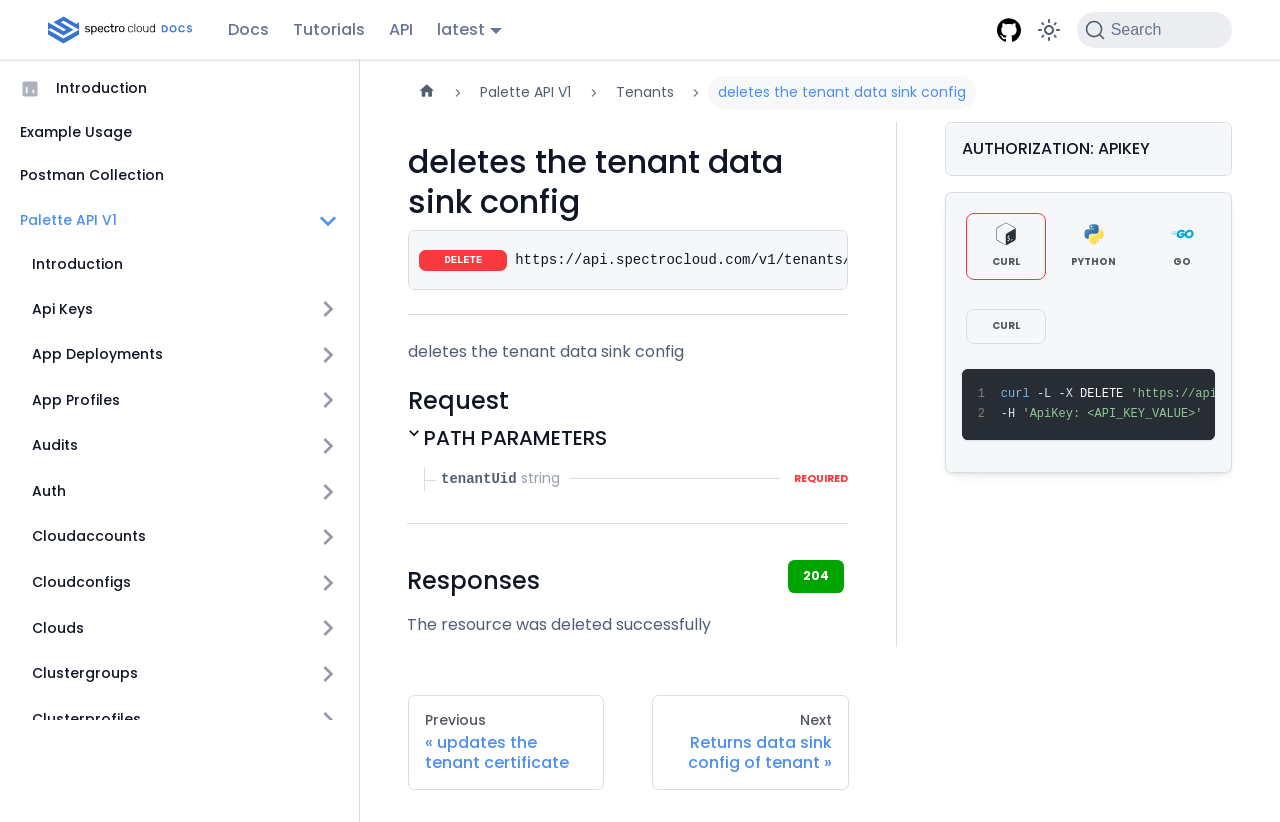 spectro cloud DOCS
Docs
Tutorials
API
latest
Search
Introduction
Example Usage
Postman Collection
Palette API V1
Introduction
Api Keys
App Deployments
App Profiles
Audits
Auth
Cloudaccounts
Cloudconfigs
Clouds
Clustergroups
Clusterprofiles
Palette API V1
Tenants
deletes the tenant data sink config
deletes the tenant data
sink config
DELETE https://api.spectrocloud.com/v1/tenants/
deletes the tenant data sink config
Request
PATH PARAMETERS
tenantUid string REQUIRED
Responses
204
The resource was deleted successfully
Previous
« updates the
tenant certificate
Next
Returns data sink
config of tenant »
AUTHORIZATION: APIKEY
CURL
PYTHON
GO
CURL
1 curl -L -X DELETE 'https://api
2 -H 'ApiKey: <API_KEY_VALUE>'